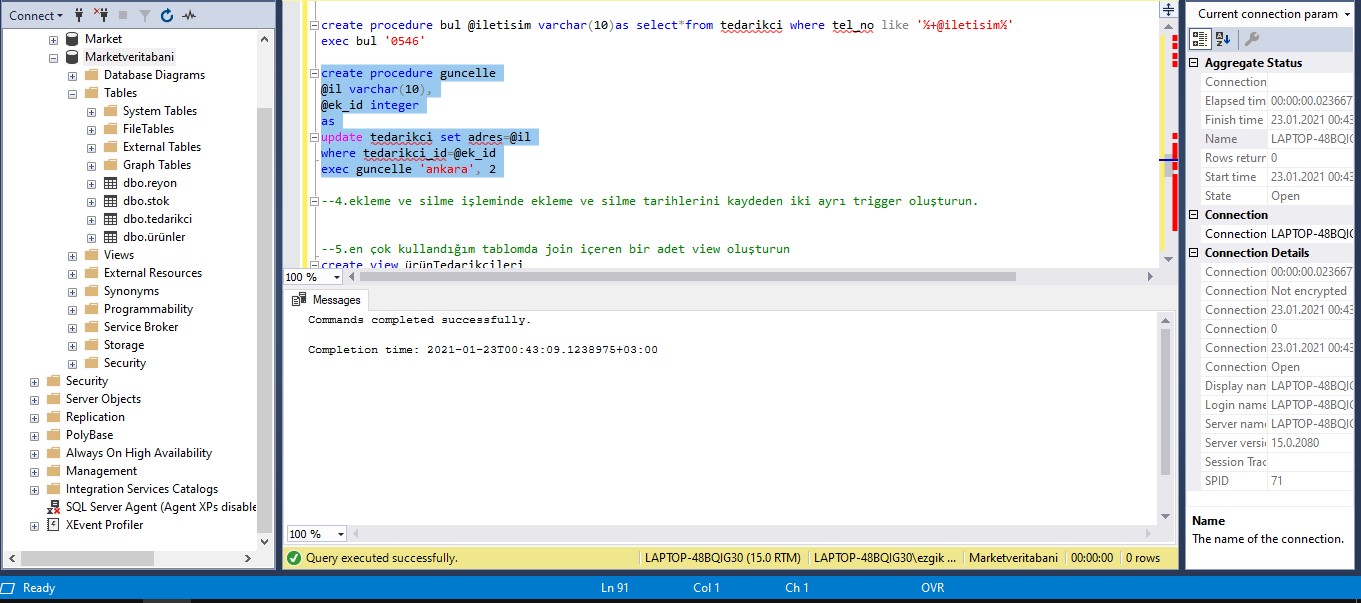 Connect
Market
Marketveritabani
Database Diagrams
Tables
System Tables
FileTables
External Tables
Graph Tables
dbo.reyon
dbo.stok
dbo.tedarikci
dbo.ürünler
Views
External Resources
Synonyms
Programmability
Service Broker
Storage
Security
Security
Server Objects
Replication
PolyBase
Always On High Availability
Management
Integration Services Catalogs
SQL Server Agent (Agent XPs disable
XEvent Profiler
create procedure bul @iletisim varchar(10)as select*from tedarikci where tel_no like '%+@iletisim%'
exec bul '0546'
create procedure guncelle
@il varchar(10),
@ek_id integer
as
update tedarikci set adres=@il
where tedarikci_id=@ek_id
exec guncelle 'ankara', 2
--4.ekleme ve silme işleminde ekleme ve silme tarihlerini kaydeden iki ayrı trigger oluşturun.
--5.en çok kullandığım tablomda join içeren bir adet view oluşturun
create view ürünTedarikcileri
100 %
Messages
Commands completed successfully.
Completion time: 2021-01-23T00:43:09.1238975+03:00
100 %
Query executed successfully. LAPTOP-48BQIG30 (15.0 RTM) LAPTOP-48BQIG30\ezgik ... Marketveritabani 00:00:00 0 rows
Current connection param
Aggregate Status
Connection
Elapsed tim 00:00:00.023667
Finish time 23.01.2021 00:43
Name LAPTOP-48BQIG
Rows return 0
Start time 23.01.2021 00:43
State Open
Connection
Connection LAPTOP-48BQIG
Connection Details
Connection 00:00:00.023667
Connection Not encrypted
Connection 23.01.2021 00:43
Connection 0
Connection 23.01.2021 00:43
Connection Open
Display nam LAPTOP-48BQIG
Login name LAPTOP-48BQIG
Server name LAPTOP-48BQIG
Server versi 15.0.2080
Session Trac
SPID 71
Name
The name of the connection.
Ready Ln 91 Col 1 Ch 1 OVR